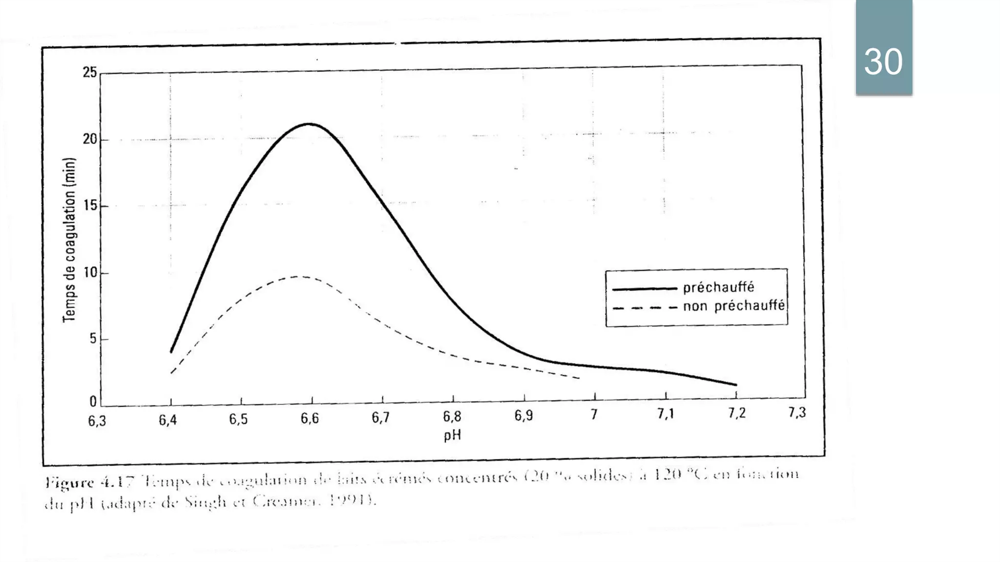 30
25
20
15
10
5
0
Temps de coagulation (min)
préchauffé
non préchauffé
6,3 6,4 6,5 6,6 6,7 6,8 6,9 7 7,1 7,2 7,3
pH
Figure 4.17 Temps de coagulation de laits écrémés concentrés (20 % solides) à 120 °C en fonction
du pH (adapté de Singh et Creamer, 1991).